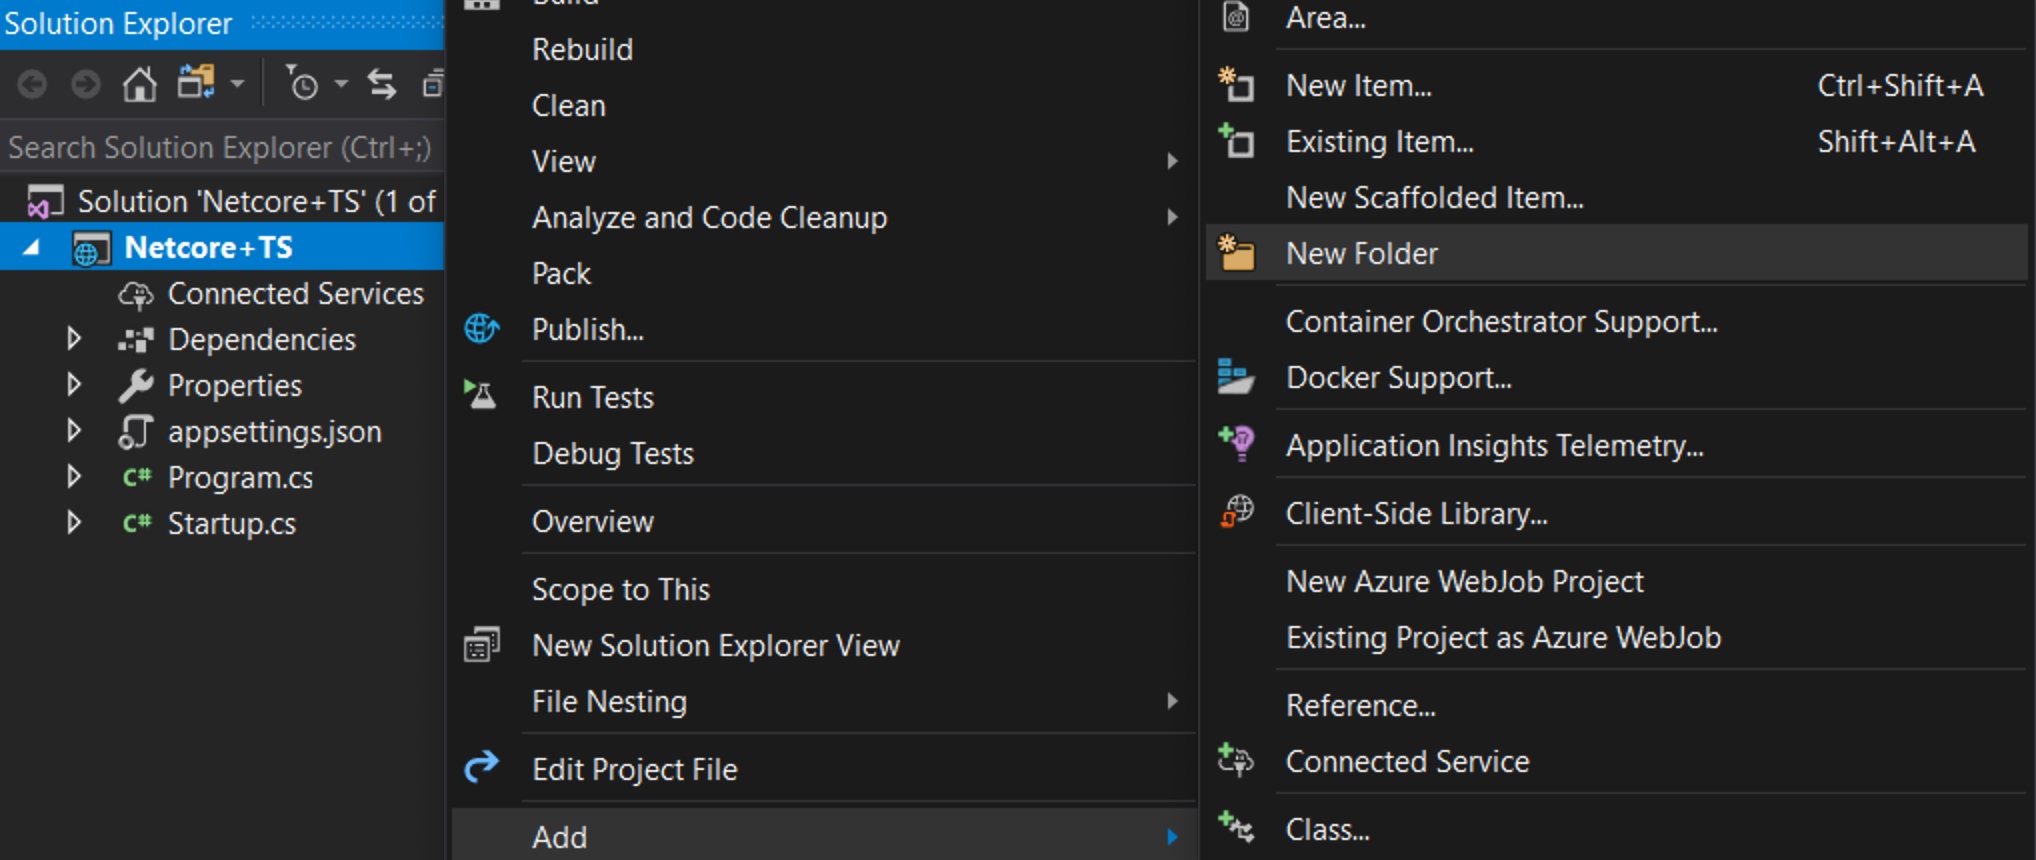 Solution Explorer
Search Solution Explorer (Ctrl+;)
Solution 'Netcore+TS' (1 of
Netcore+TS
Connected Services
Dependencies
Properties
appsettings.json
C# Program.cs
C# Startup.cs
Build
Rebuild
Clean
View
Analyze and Code Cleanup
Pack
Publish...
Run Tests
Debug Tests
Overview
Scope to This
New Solution Explorer View
File Nesting
Edit Project File
Add
Area...
New Item... Ctrl+Shift+A
Existing Item... Shift+Alt+A
New Scaffolded Item...
New Folder
Container Orchestrator Support...
Docker Support...
Application Insights Telemetry...
Client-Side Library...
New Azure WebJob Project
Existing Project as Azure WebJob
Reference...
Connected Service
Class...